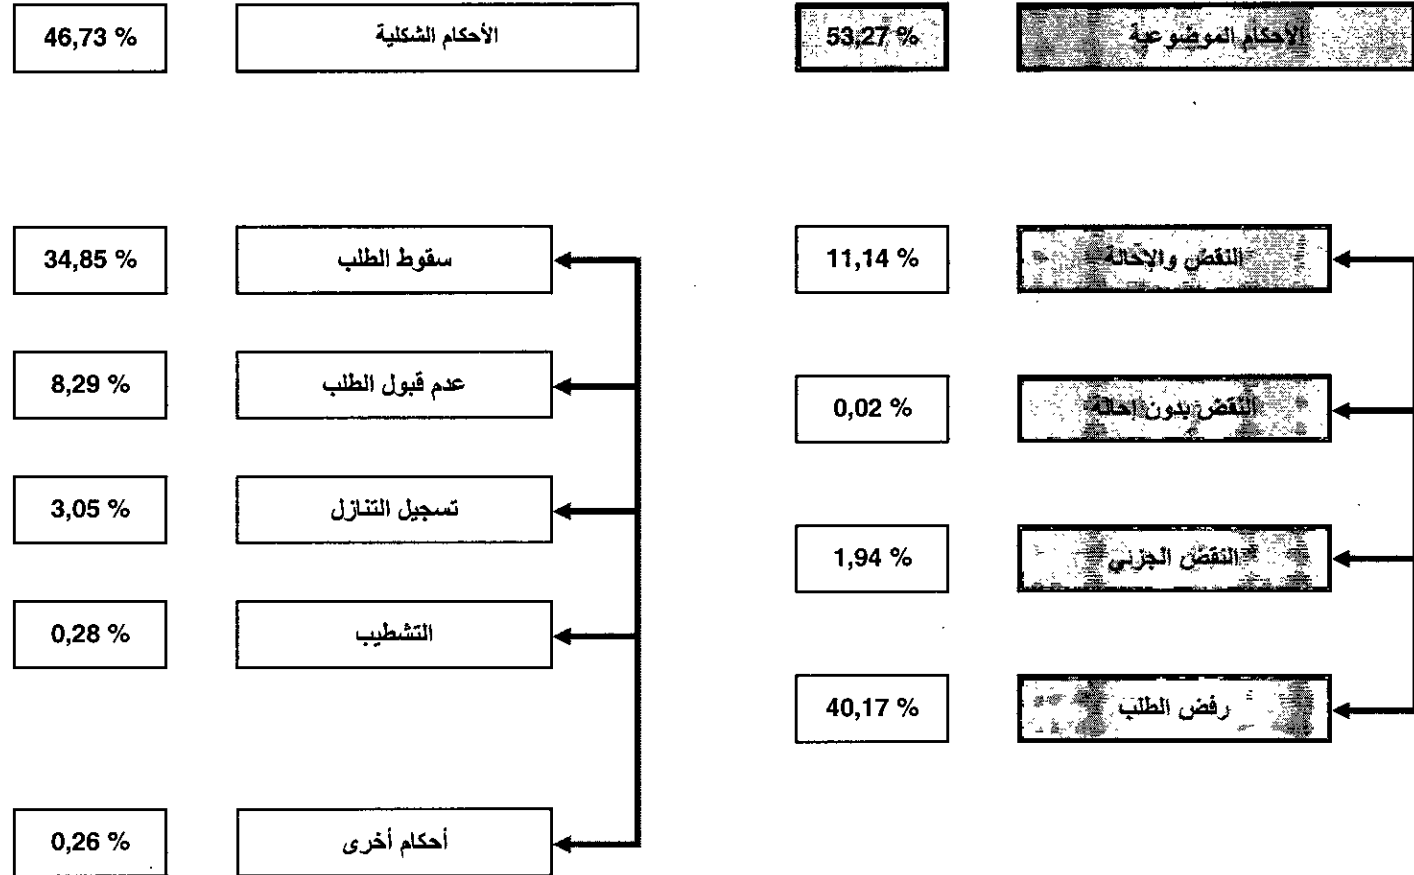 الأحكام الموضوعية
53,27 %
النقض والإحالة
11,14 %
النقض بدون إحالة
0,02 %
النقض الجزئي
1,94 %
رفض الطلب
40,17 %
الأحكام الشكلية
46,73 %
سقوط الطلب
34,85 %
عدم قبول الطلب
8,29 %
تسجيل التنازل
3,05 %
التشطيب
0,28 %
أحكام أخرى
0,26 %